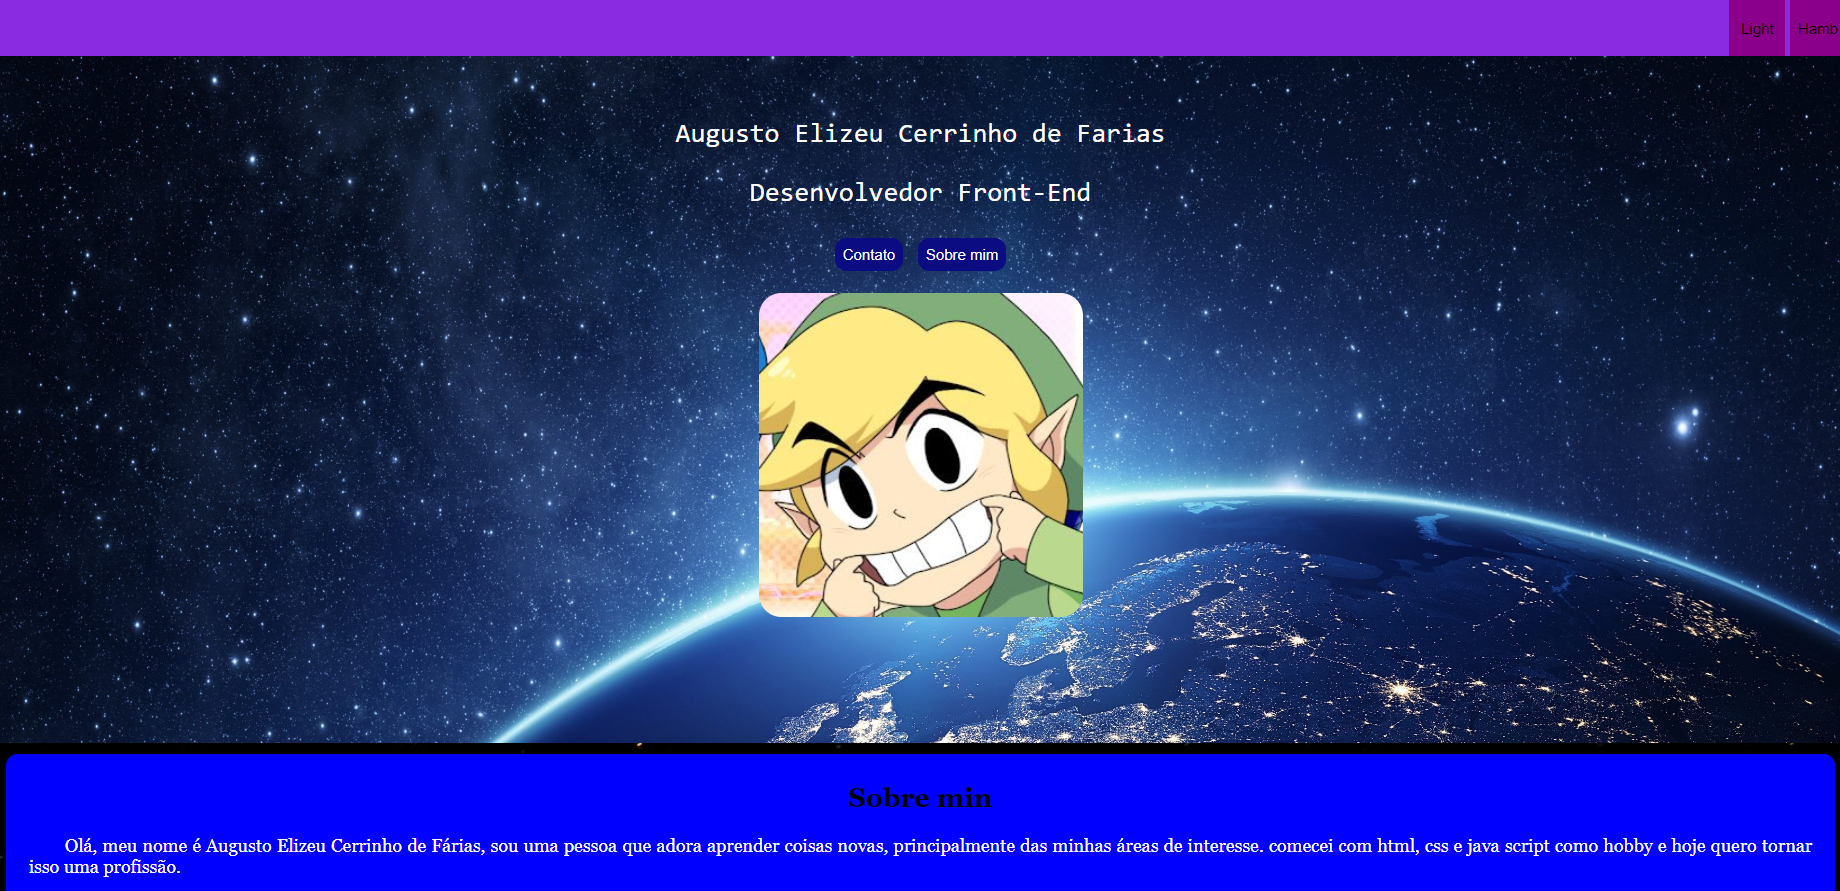 Light Hamb
Augusto Elizeu Cerrinho de Farias
Desenvolvedor Front-End
Contato Sobre mim
Sobre min
Olá, meu nome é Augusto Elizeu Cerrinho de Fárias, sou uma pessoa que adora aprender coisas novas, principalmente das minhas áreas de interesse. comecei com html, css e java script como hobby e hoje quero tornar
isso uma profissão.